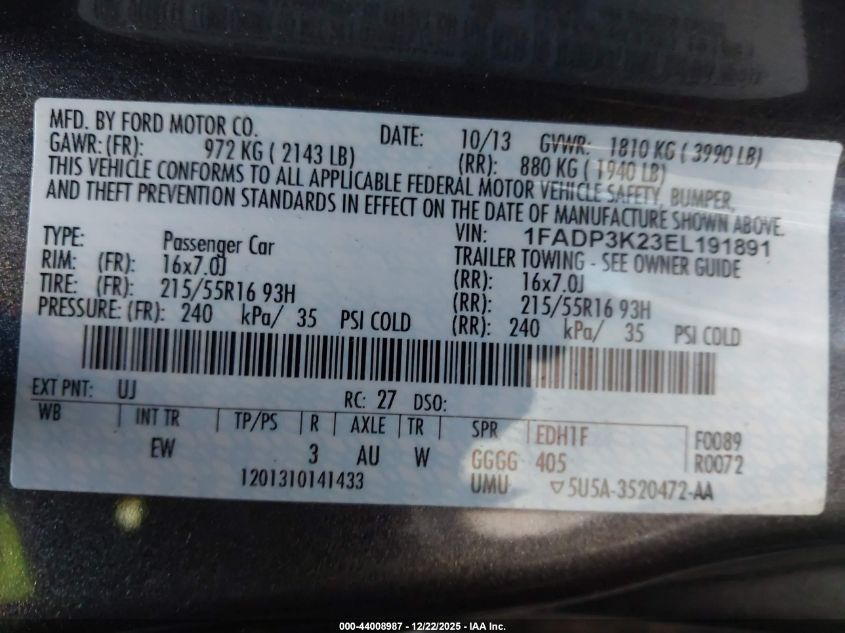 MFD. BY FORD MOTOR CO. DATE: 10/13 GVWR: 1810 KG ( 3990 LB)
GAWR: (FR): 972 KG ( 2143 LB) (RR): 880 KG ( 1940 LB)
THIS VEHICLE CONFORMS TO ALL APPLICABLE FEDERAL MOTOR VEHICLE SAFETY, BUMPER,
AND THEFT PREVENTION STANDARDS IN EFFECT ON THE DATE OF MANUFACTURE SHOWN ABOVE.
VIN: 1FADP3K23EL191891
TYPE: Passenger Car TRAILER TOWING - SEE OWNER GUIDE
RIM: (FR): 16x7.0J (RR): 16x7.0J
TIRE: (FR): 215/55R16 93H (RR): 215/55R16 93H
PRESSURE: (FR): 240 kPa/ 35 PSI COLD (RR): 240 kPa/ 35 PSI COLD
EXT PNT: UJ RC: 27 DSO:
WB INT TR TP/PS R AXLE TR SPR EDH1F F0089
EW 3 AU W GGGG 405 R0072
1201310141433 UMU ▽5U5A-3520472-AA
000-44008987 - 12/22/2025 - IAA Inc.